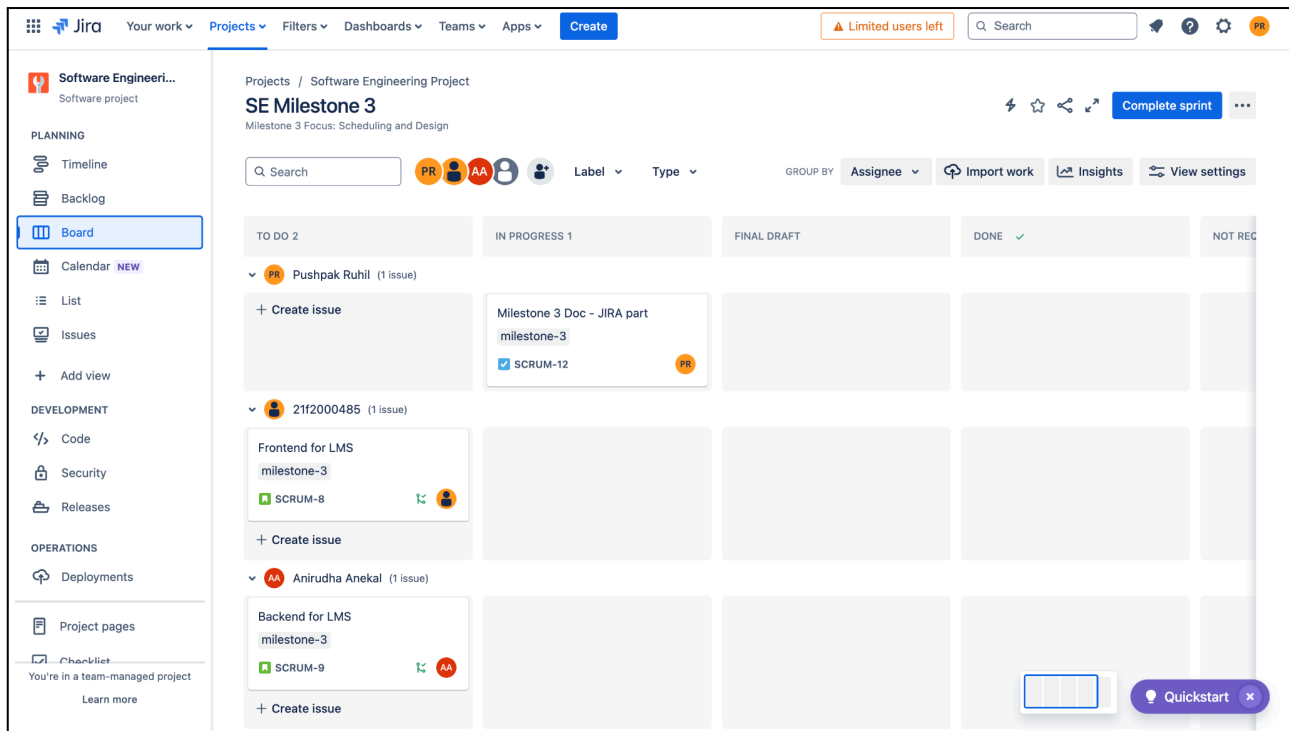 Jira Your work Projects Filters Dashboards Teams Apps Create Limited users left Search PR
Software Engineeri...
Software project
PLANNING
Timeline
Backlog
Board
Calendar NEW
List
Issues
+ Add view
DEVELOPMENT
Code
Security
Releases
OPERATIONS
Deployments
Project pages
Checklist
You're in a team-managed project
Learn more
Projects / Software Engineering Project
SE Milestone 3
Milestone 3 Focus: Scheduling and Design
Complete sprint
Search PR AA Label Type GROUP BY Assignee Import work Insights View settings
TO DO 2 IN PROGRESS 1 FINAL DRAFT DONE NOT REQ
PR Pushpak Ruhil (1 issue)
+ Create issue
Milestone 3 Doc - JIRA part
milestone-3
SCRUM-12 PR
21f2000485 (1 issue)
Frontend for LMS
milestone-3
SCRUM-8
+ Create issue
AA Anirudha Anekal (1 issue)
Backend for LMS
milestone-3
SCRUM-9 AA
+ Create issue
Quickstart